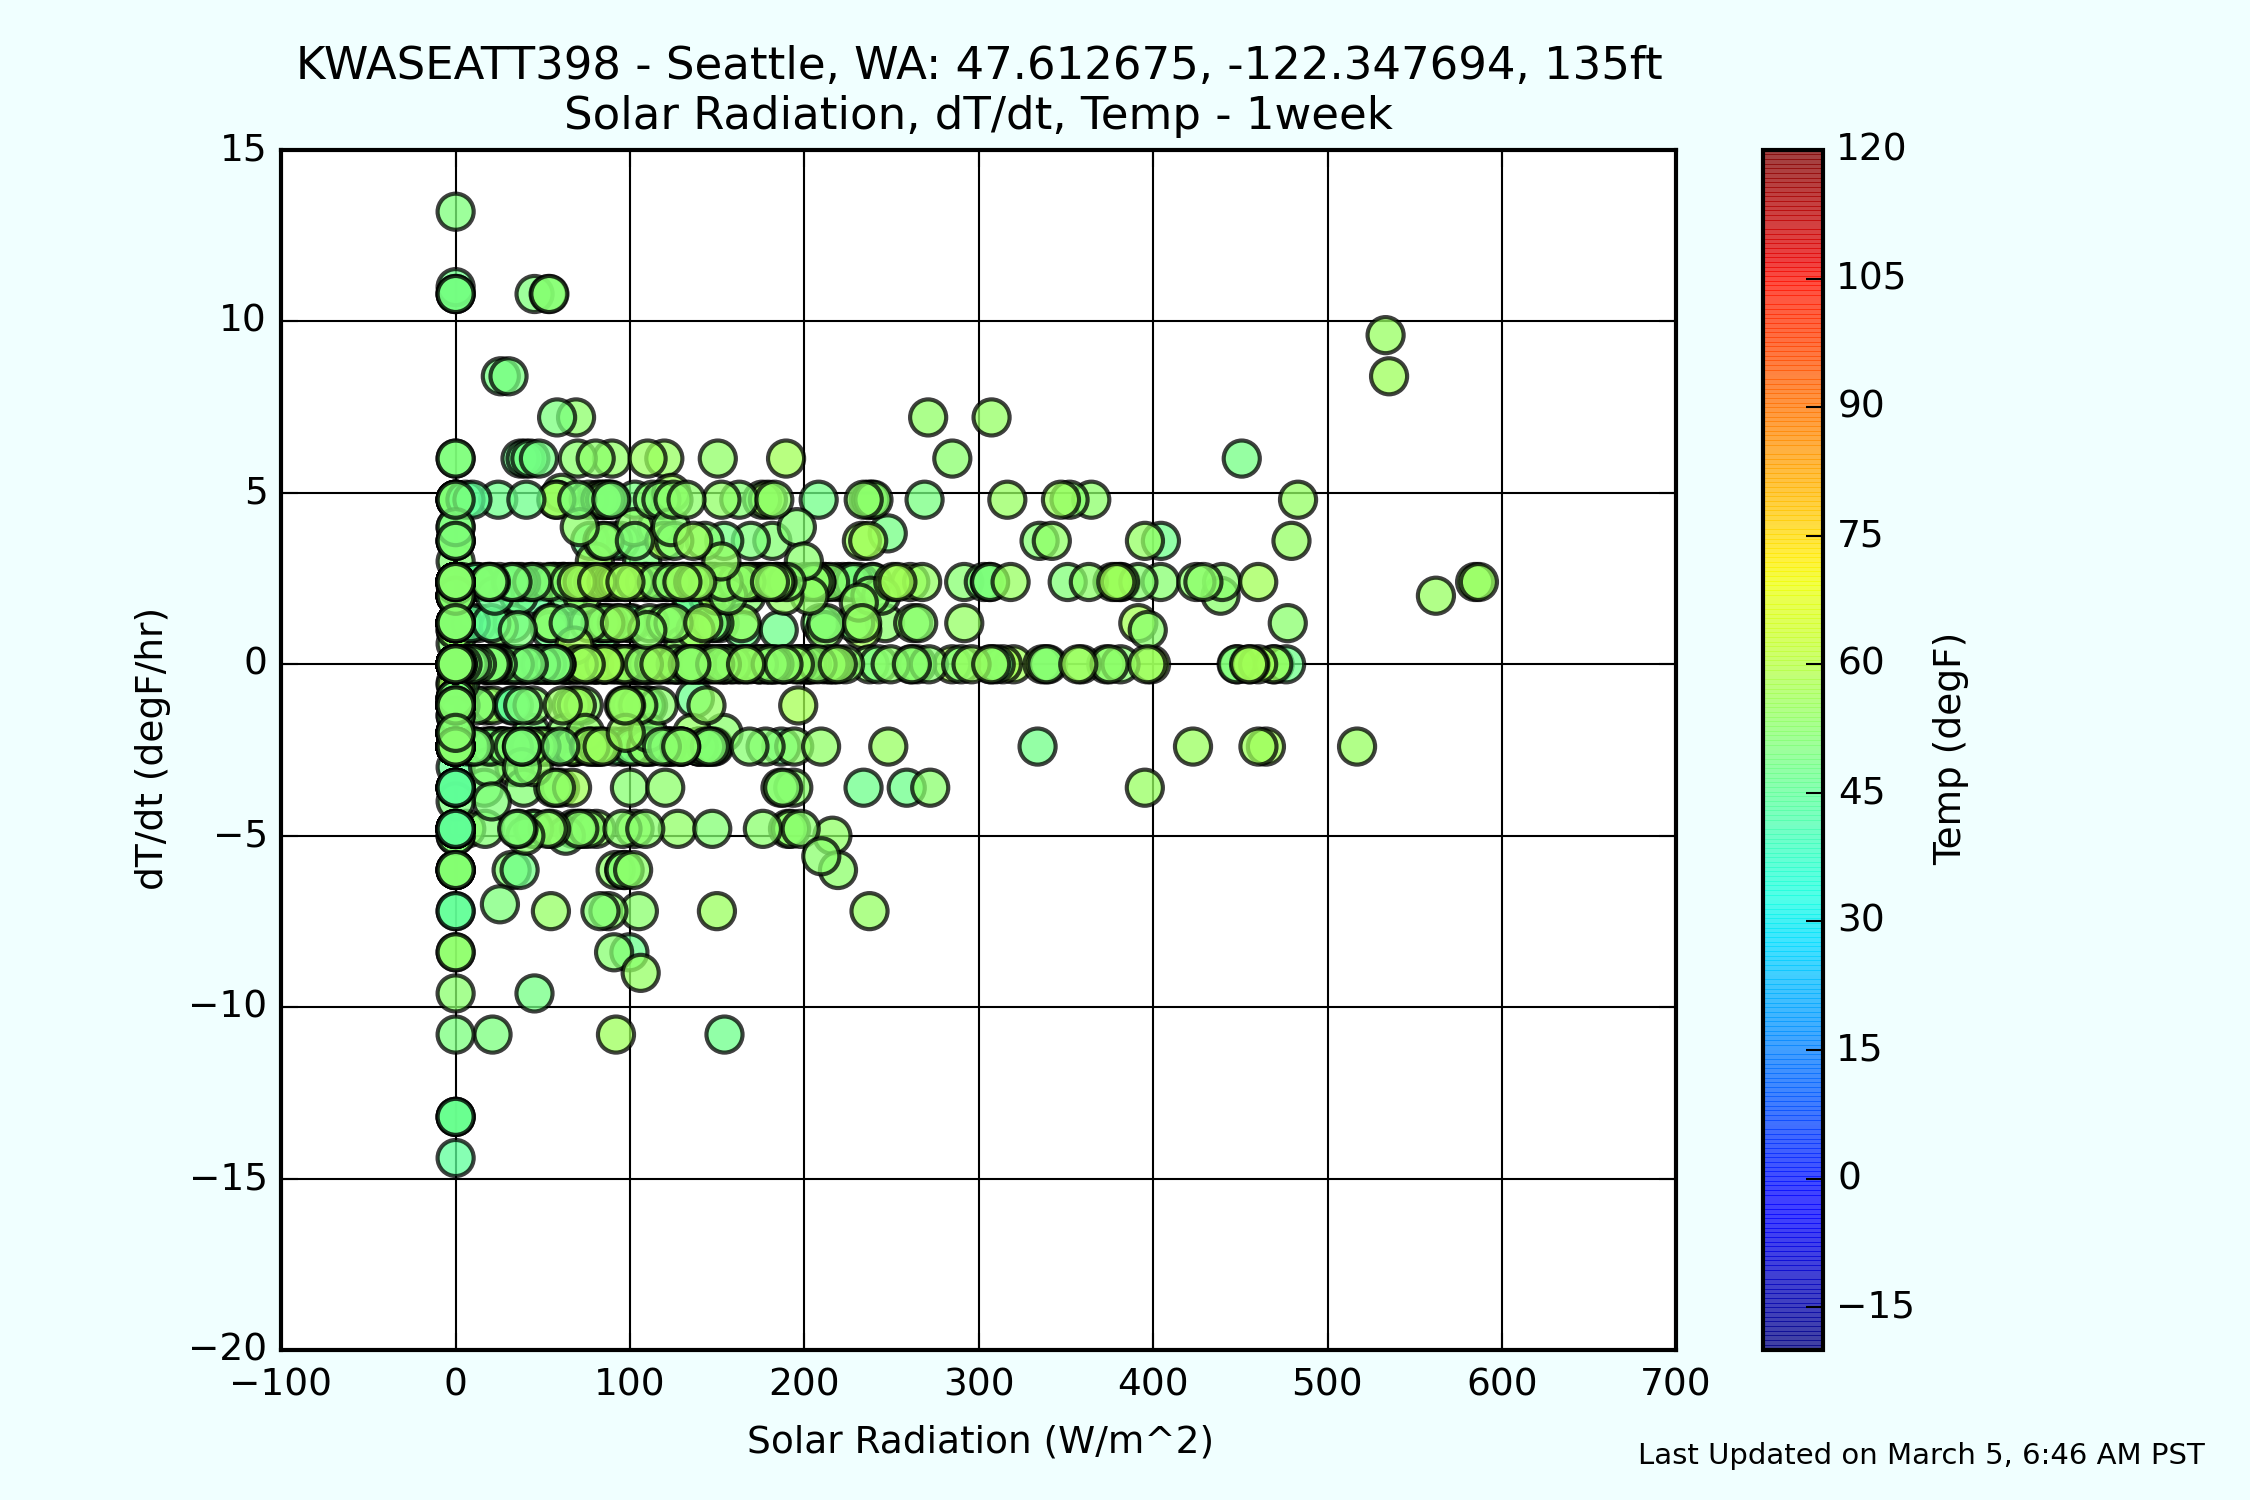 KWASEATT398 - Seattle, WA: 47.612675, -122.347694, 135ft
Solar Radiation, dT/dt, Temp - 1week
15
10
5
0
−5
−10
−15
−20
dT/dt (degF/hr)
−100 0 100 200 300 400 500 600 700
Solar Radiation (W/m^2)
120
105
90
75
60
45
30
15
0
−15
Temp (degF)
Last Updated on March 5, 6:46 AM PST